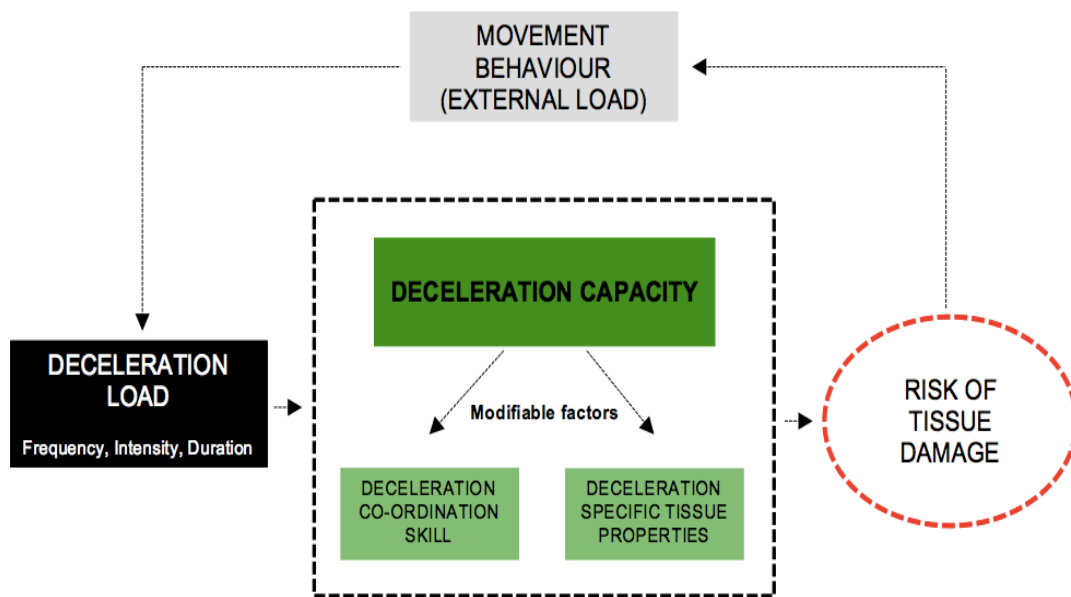 MOVEMENT
BEHAVIOUR
(EXTERNAL LOAD)
DECELERATION CAPACITY
DECELERATION
LOAD
Frequency, Intensity, Duration
Modifiable factors
DECELERATION
CO-ORDINATION
SKILL
DECELERATION
SPECIFIC TISSUE
PROPERTIES
RISK OF
TISSUE
DAMAGE